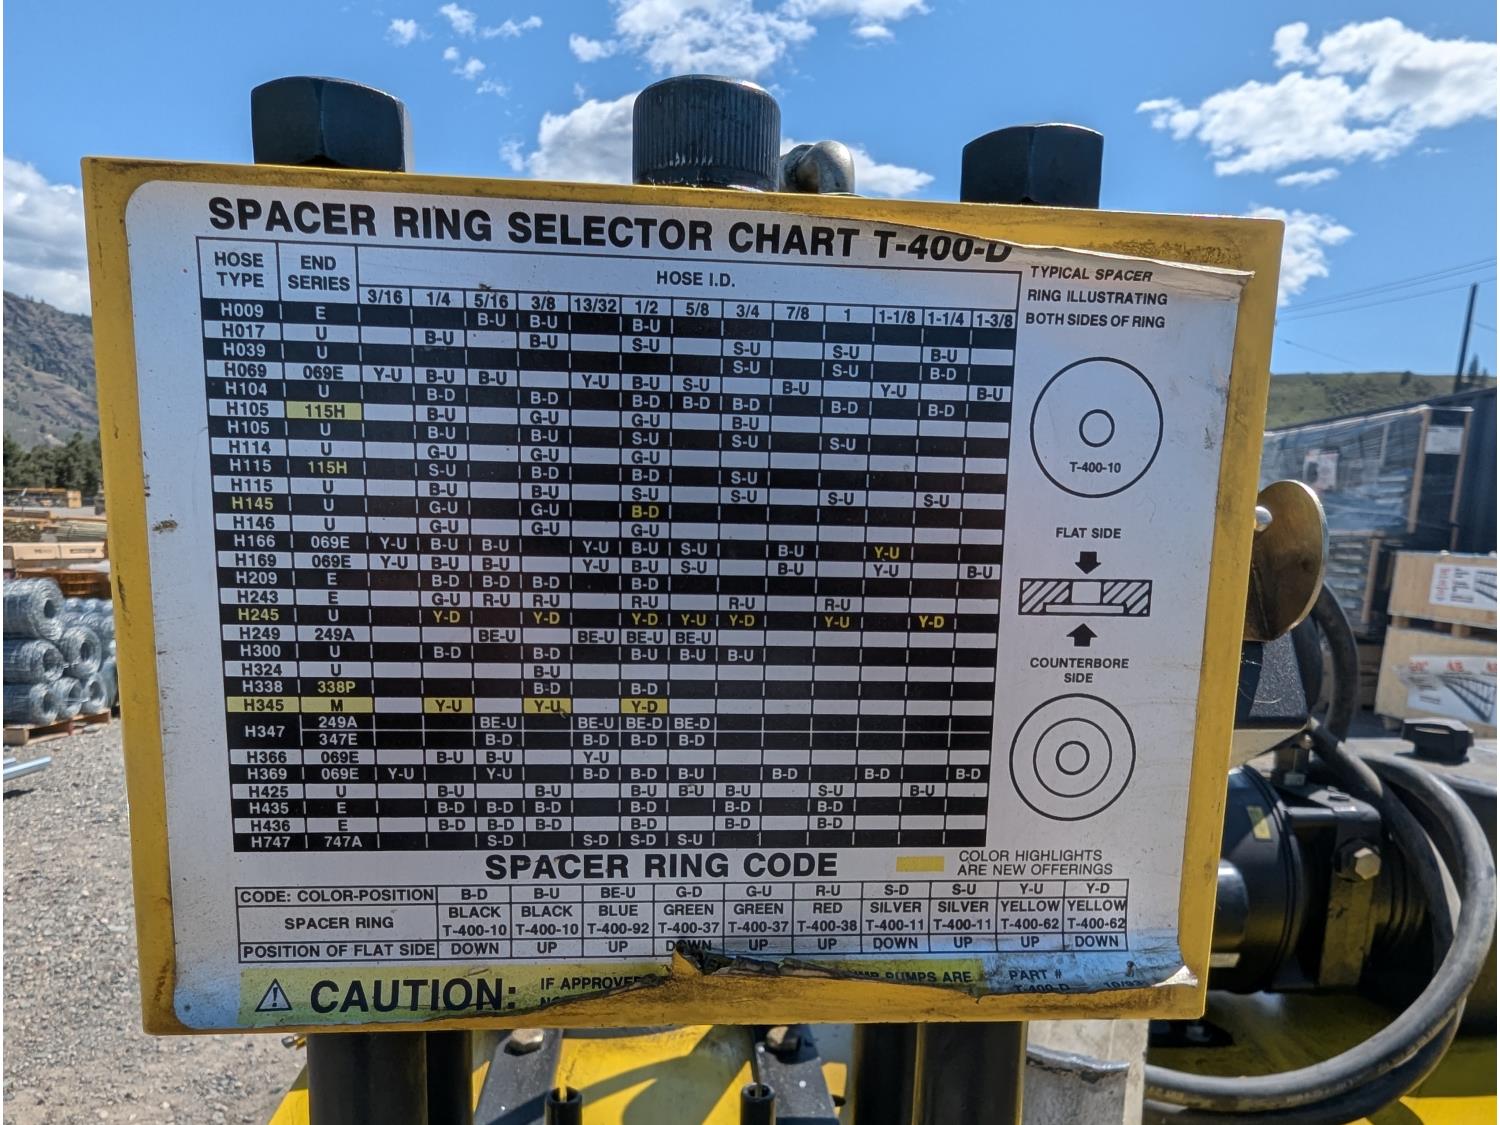 SPACER RING SELECTOR CHART T-400-D
HOSE TYPE END SERIES HOSE I.D.
3/16 1/4 5/16 3/8 13/32 1/2 5/8 3/4 7/8 1 1-1/8 1-1/4 1-3/8
H009 E B-U B-U B-U
H017 U B-U B-U S-U S-U S-U B-U
H039 U S-U S-U B-D
H069 069E Y-U B-U B-U Y-U B-U S-U B-U Y-U B-U
H104 U B-D B-D B-D B-D B-D B-D B-D
H105 115H B-U G-U G-U B-U
H105 U B-U B-U S-U S-U S-U
H114 U G-U G-U G-U
H115 115H S-U B-D B-D S-U
H115 U B-U B-U S-U S-U S-U S-U
H145 U G-U G-U B-D
H146 U G-U G-U G-U
H166 069E Y-U B-U B-U Y-U B-U S-U B-U Y-U
H169 069E Y-U B-U B-U Y-U B-U S-U B-U Y-U B-U
H209 E B-D B-D B-D B-D
H243 E G-U R-U R-U R-U R-U R-U
H245 U Y-D Y-D Y-D Y-U Y-D Y-U Y-D
H249 249A BE-U BE-U BE-U BE-U
H300 U B-D B-D B-U B-U B-U
H324 U B-U
H338 338P B-D B-D
H345 M Y-U Y-U Y-D
H347 249A BE-U BE-U BE-D BE-D
347E B-D B-D B-D B-D
H366 069E B-U B-U Y-U
H369 069E Y-U Y-U B-D B-D B-U B-D B-D B-D
H425 U B-U B-U B-U B-U B-U S-U B-U
H435 E B-D B-D B-D B-D B-D B-D
H436 E B-D B-D B-D B-D B-D B-D
H747 747A S-D S-D S-D S-U
TYPICAL SPACER
RING ILLUSTRATING
BOTH SIDES OF RING
T-400-10
FLAT SIDE
COUNTERBORE
SIDE
SPACER RING CODE
COLOR HIGHLIGHTS
ARE NEW OFFERINGS
CODE: COLOR-POSITION B-D B-U BE-U G-D G-U R-U S-D S-U Y-U Y-D
SPACER RING BLACK T-400-10 BLACK T-400-10 BLUE T-400-92 GREEN T-400-37 GREEN T-400-37 RED T-400-38 SILVER T-400-11 SILVER T-400-11 YELLOW T-400-62 YELLOW T-400-62
POSITION OF FLAT SIDE DOWN UP UP DOWN UP UP DOWN UP UP DOWN
CAUTION: IF PUMPS ARE PART #
T-400-D